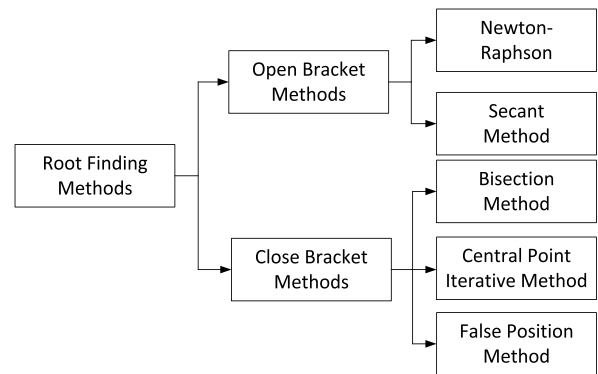 Root Finding
Methods
Open Bracket
Methods
Newton-
Raphson
Secant
Method
Close Bracket
Methods
Bisection
Method
Central Point
Iterative Method
False Position
Method